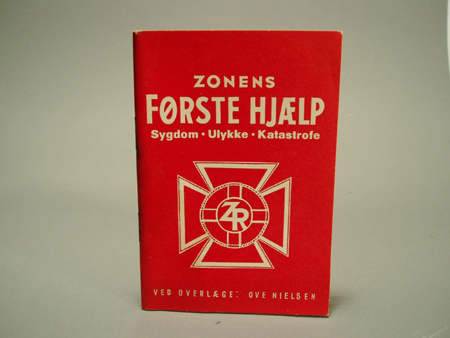 ZONENS
FØRSTE HJÆLP
Sygdom · Ulykke · Katastrofe
ZR
VED OVERLÆGE: OVE NIELSEN